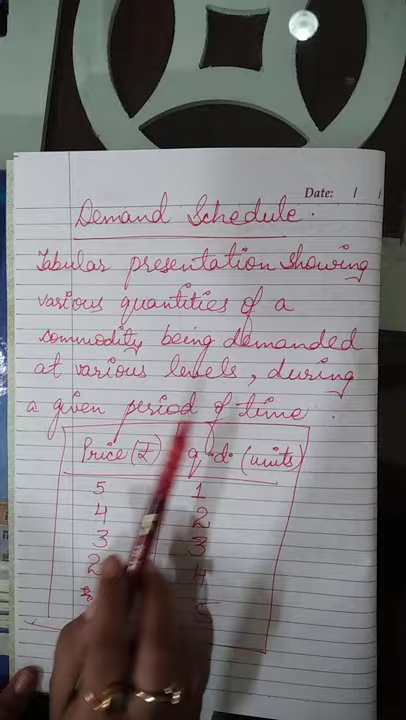 Date: / /
Demand Schedule.
Tabular presentation showing
various quantities of a
commodity being demanded
at various levels, during
a given period of time.
Price (₹) q.d. (units)
5 1
4 2
3 3
2 4
5